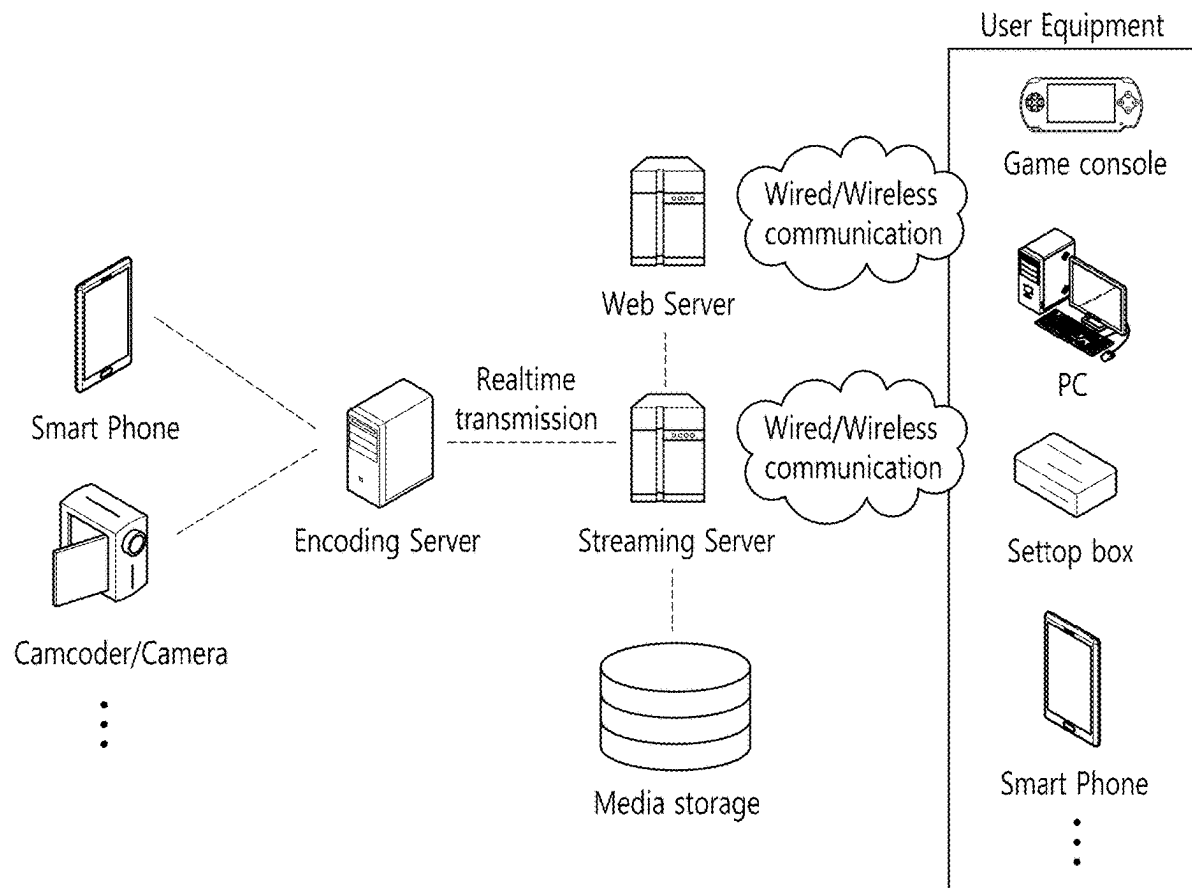 User Equipment
Game console
Wired/Wireless
communication
Web Server
PC
Smart Phone
Realtime
transmission
Wired/Wireless
communication
Encoding Server
Streaming Server
Settop box
Camcoder/Camera
Media storage
Smart Phone